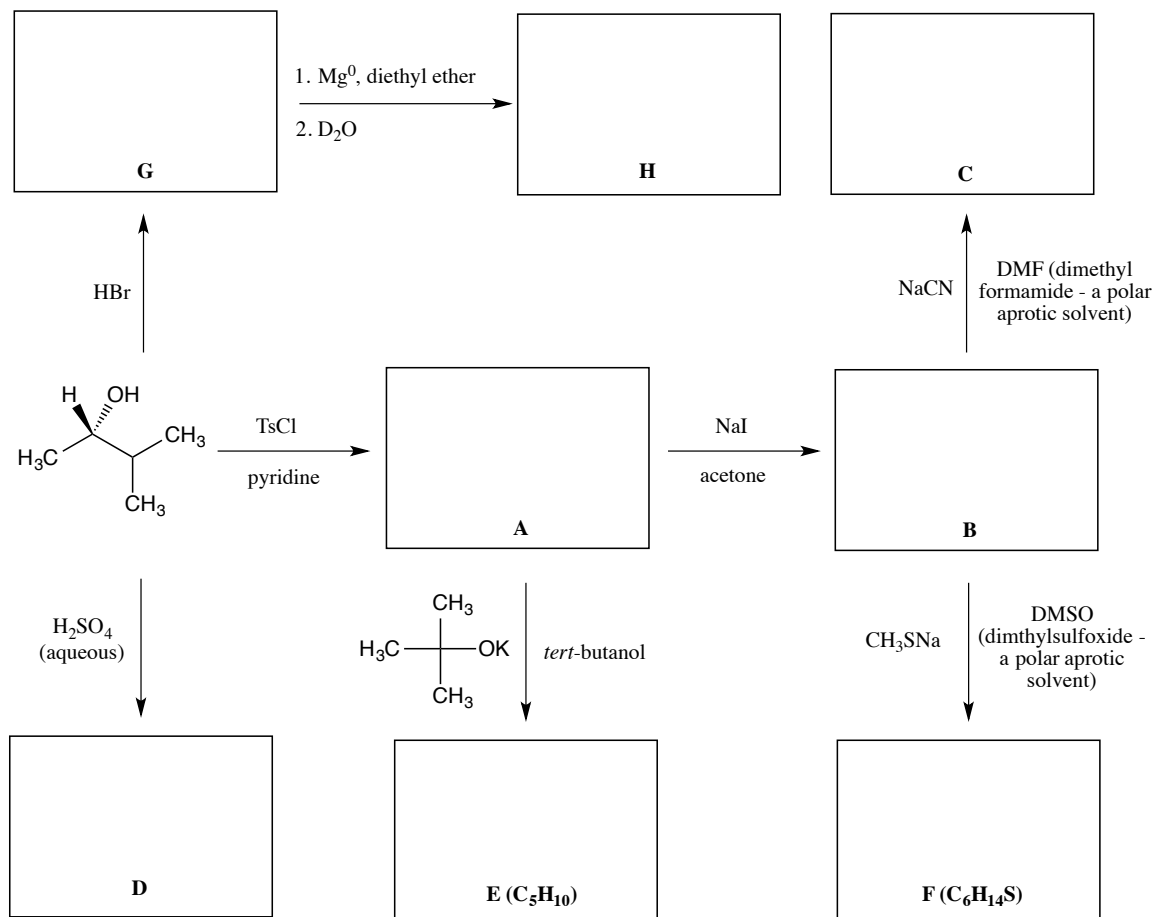 1. Mg⁰, diethyl ether
2. D₂O
G
H
C
HBr
NaCN
DMF (dimethyl
formamide - a polar
aprotic solvent)
H
OH
CH₃
H₃C
CH₃
TsCl
pyridine
A
NaI
acetone
B
H₂SO₄
(aqueous)
CH₃
H₃C
OK
CH₃
tert-butanol
CH₃SNa
DMSO
(dimthylsulfoxide -
a polar aprotic
solvent)
D
E (C₅H₁₀)
F (C₆H₁₄S)